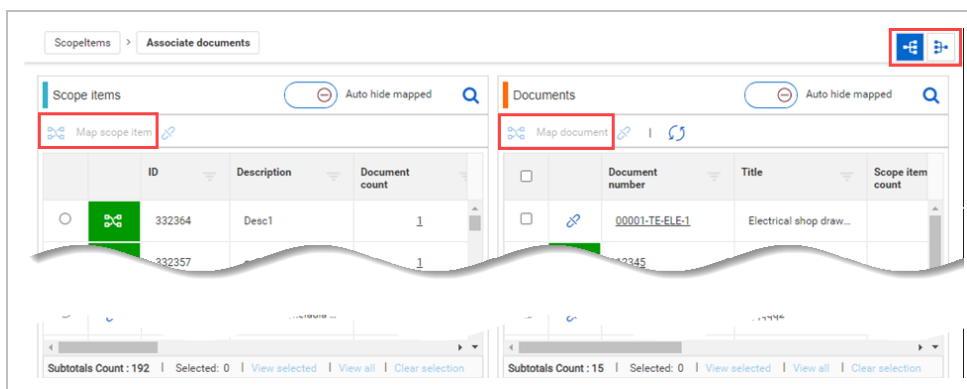 ScopeItems > Associate documents
Scope items Auto hide mapped
Map scope item
ID Description Document count
332364 Desc1 1
332357 1
Subtotals Count : 192 | Selected: 0 | View selected | View all | Clear selection
Documents Auto hide mapped
Map document |
Document number Title Scope item count
00001-TE-ELE-1 Electrical shop draw...
12345
Subtotals Count : 15 | Selected: 0 | View selected | View all | Clear selection